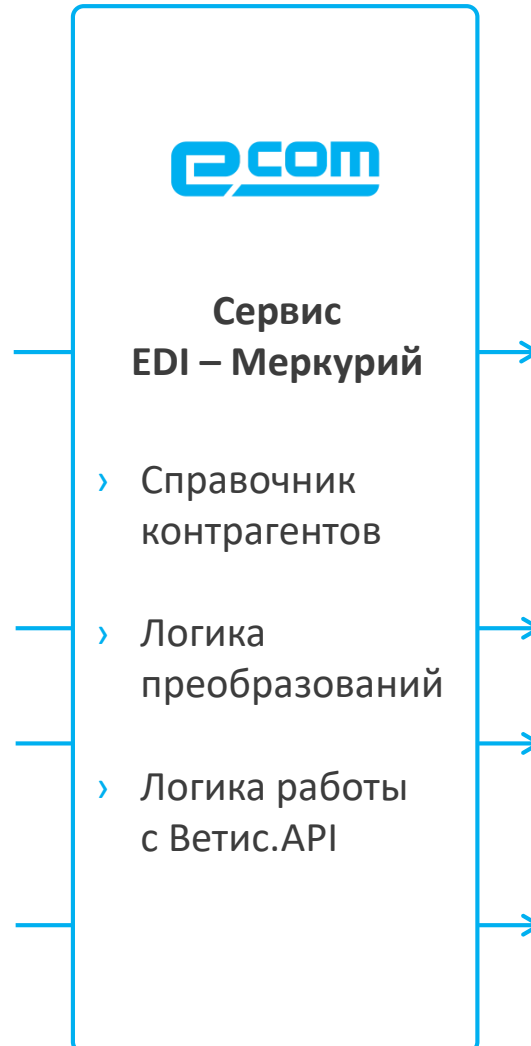 ecom
Сервис
EDI – Меркурий
› Справочник
контрагентов
› Логика
преобразований
› Логика работы
с Ветис.API